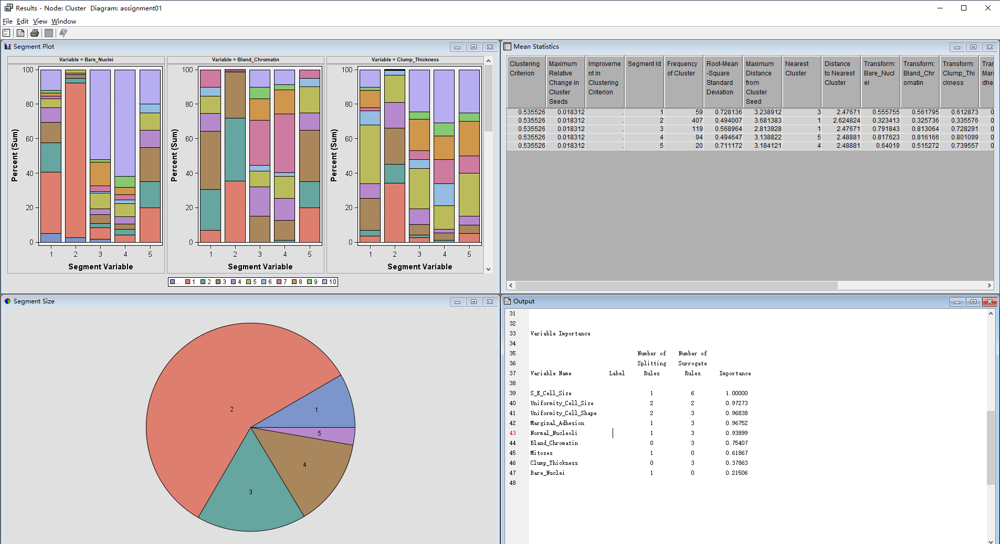 Results - Node: Cluster  Diagram: assignment01
File Edit View Window
Segment Plot
Variable = Bare_Nuclei
Variable = Bland_Chromatin
Variable = Clump_Thickness
Percent (Sum)
100
80
60
40
20
0
1 2 3 4 5
Segment Variable
Percent (Sum)
100
80
60
40
20
0
1 2 3 4 5
Segment Variable
Percent (Sum)
100
80
60
40
20
0
1 2 3 4 5
Segment Variable
. 1 2 3 4 5 6 7 8 9 10
Mean Statistics
Clustering Criterion
Maximum Relative Change in Cluster Seeds
Improveme nt in Clustering Criterion
Segment Id
Frequency of Cluster
Root-Mean -Square Standard Deviation
Maximum Distance from Cluster Seed
Nearest Cluster
Distance to Nearest Cluster
Transform: Bare_Nucl ei
Transform: Bland_Chr omatin
Transform: Clump_Thi ckness
Tran Marg dhe
0.535526 0.018312 . 1 59 0.728136 3.238912 3 2.47671 0.555755 0.561795 0.612873 0
0.535526 0.018312 . 2 407 0.494007 3.681383 1 2.624824 0.323413 0.325736 0.335576 0
0.535526 0.018312 . 3 119 0.568964 2.813928 1 2.47671 0.791843 0.813064 0.728291 0
0.535526 0.018312 . 4 94 0.494647 3.138822 5 2.48881 0.817623 0.816166 0.801099 0
0.535526 0.018312 . 5 20 0.711172 3.184121 4 2.48881 0.64019 0.515272 0.739557 0
Segment Size
2
1
5
4
3
Output
31
32
33 Variable Importance
34
35 Number of Number of
36 Splitting Surrogate
37 Variable Name Label Rules Rules Importance
38
39 S_E_Cell_Size 1 6 1.00000
40 Uniformity_Cell_Size 2 2 0.97273
41 Uniformity_Cell_Shape 2 3 0.96838
42 Marginal_Adhesion 1 3 0.96752
43 Normal_Nucleoli 1 3 0.93899
44 Bland_Chromatin 0 3 0.75407
45 Mitoses 1 0 0.61867
46 Clump_Thickness 0 3 0.37863
47 Bare_Nuclei 1 0 0.21506
48